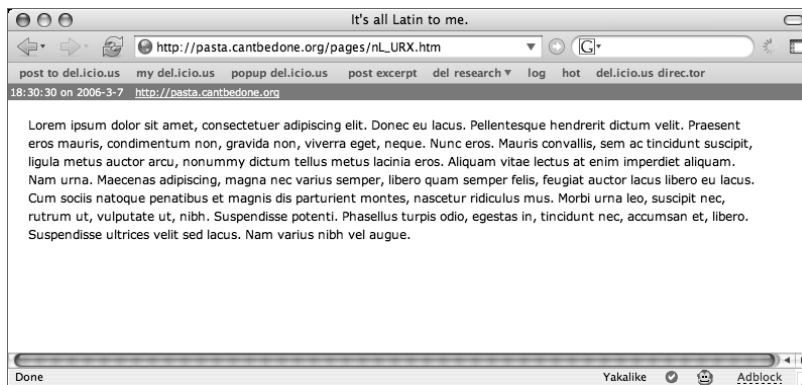 It's all Latin to me.
http://pasta.cantbedone.org/pages/nL_URX.htm G
post to del.icio.us my del.icio.us popup del.icio.us post excerpt del research log hot del.icio.us direc.tor
18:30:30 on 2006-3-7 http://pasta.cantbedone.org
Lorem ipsum dolor sit amet, consectetuer adipiscing elit. Donec eu lacus. Pellentesque hendrerit dictum velit. Praesent
eros mauris, condimentum non, gravida non, viverra eget, neque. Nunc eros. Mauris convallis, sem ac tincidunt suscipit,
ligula metus auctor arcu, nonummy dictum tellus metus lacinia eros. Aliquam vitae lectus at enim imperdiet aliquam.
Nam urna. Maecenas adipiscing, magna nec varius semper, libero quam semper felis, feugiat auctor lacus libero eu lacus.
Cum sociis natoque penatibus et magnis dis parturient montes, nascetur ridiculus mus. Morbi urna leo, suscipit nec,
rutrum ut, vulputate ut, nibh. Suspendisse potenti. Phasellus turpis odio, egestas in, tincidunt nec, accumsan et, libero.
Suspendisse ultrices velit sed lacus. Nam varius nibh vel augue.
Done Yakalike Adblock